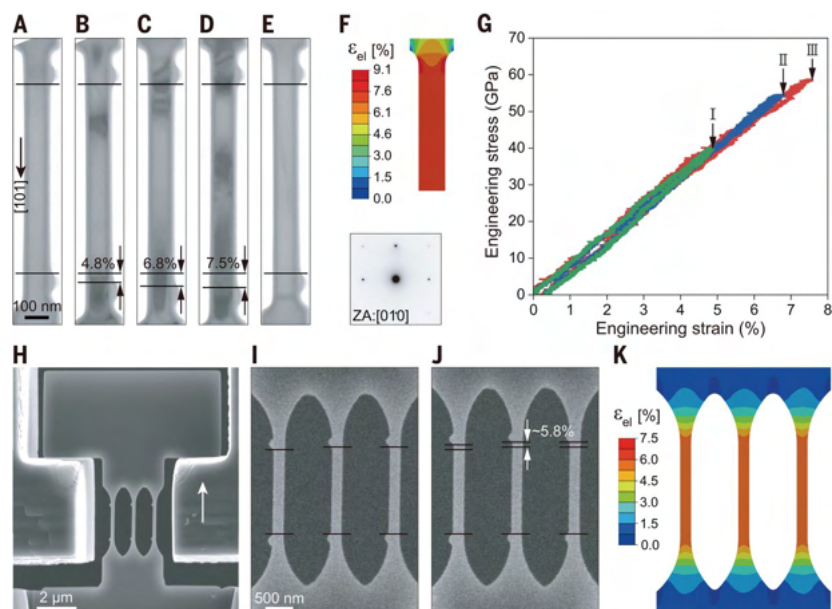 A B C D E F G
[101]
4.8% 6.8% 7.5%
100 nm
ε_el [%]
9.1
7.6
6.1
4.5
3.0
1.5
0.0
ZA:[010]
Engineering stress (GPa)
70
60
50
40
30
20
10
0
I II III
0 1 2 3 4 5 6 7 8
Engineering strain (%)
H I J K
2 μm
500 nm
~5.8%
ε_el [%]
7.5
6.0
4.5
3.0
1.5
0.0